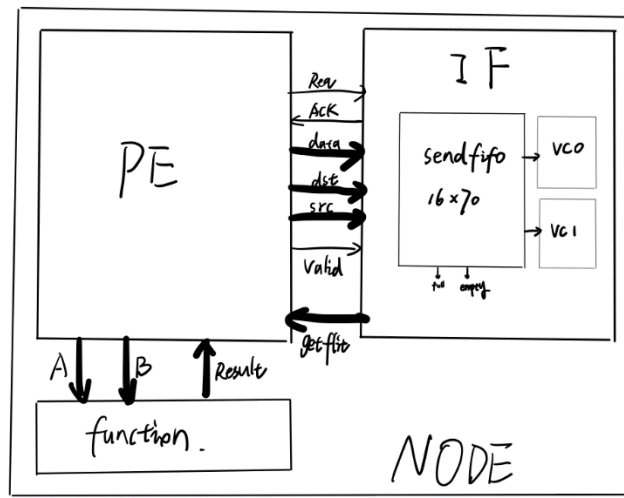 IF
Req
ACK
data
dst
src
Valid
getflit
PE
sendfifo
16×70
VC0
VC1
full
empty
A
B
Result
function.
NODE